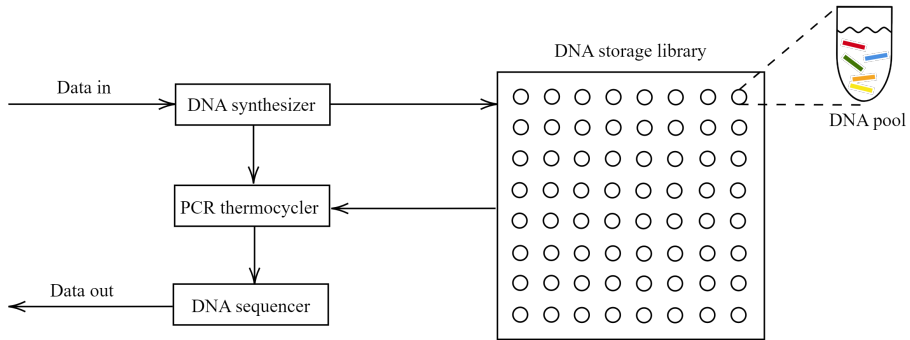 DNA storage library
Data in
DNA synthesizer
DNA pool
PCR thermocycler
Data out
DNA sequencer